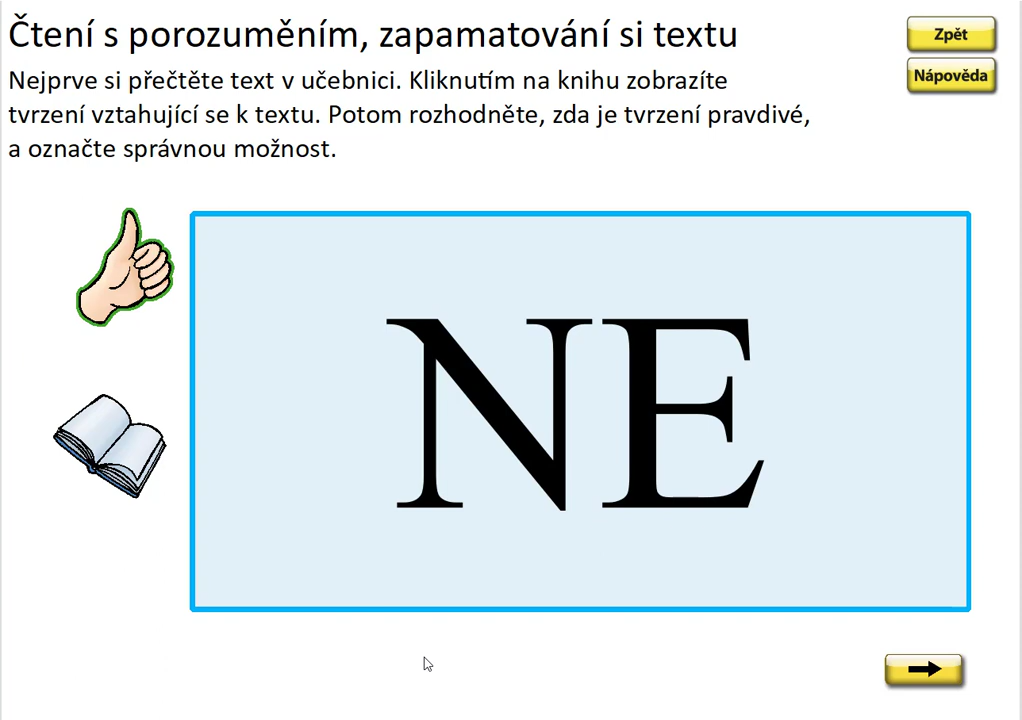 Čtení s porozuměním, zapamatování si textu
Zpět
Nápověda
Nejprve si přečtěte text v učebnici. Kliknutím na knihu zobrazíte
tvrzení vztahující se k textu. Potom rozhodněte, zda je tvrzení pravdivé,
a označte správnou možnost.
NE